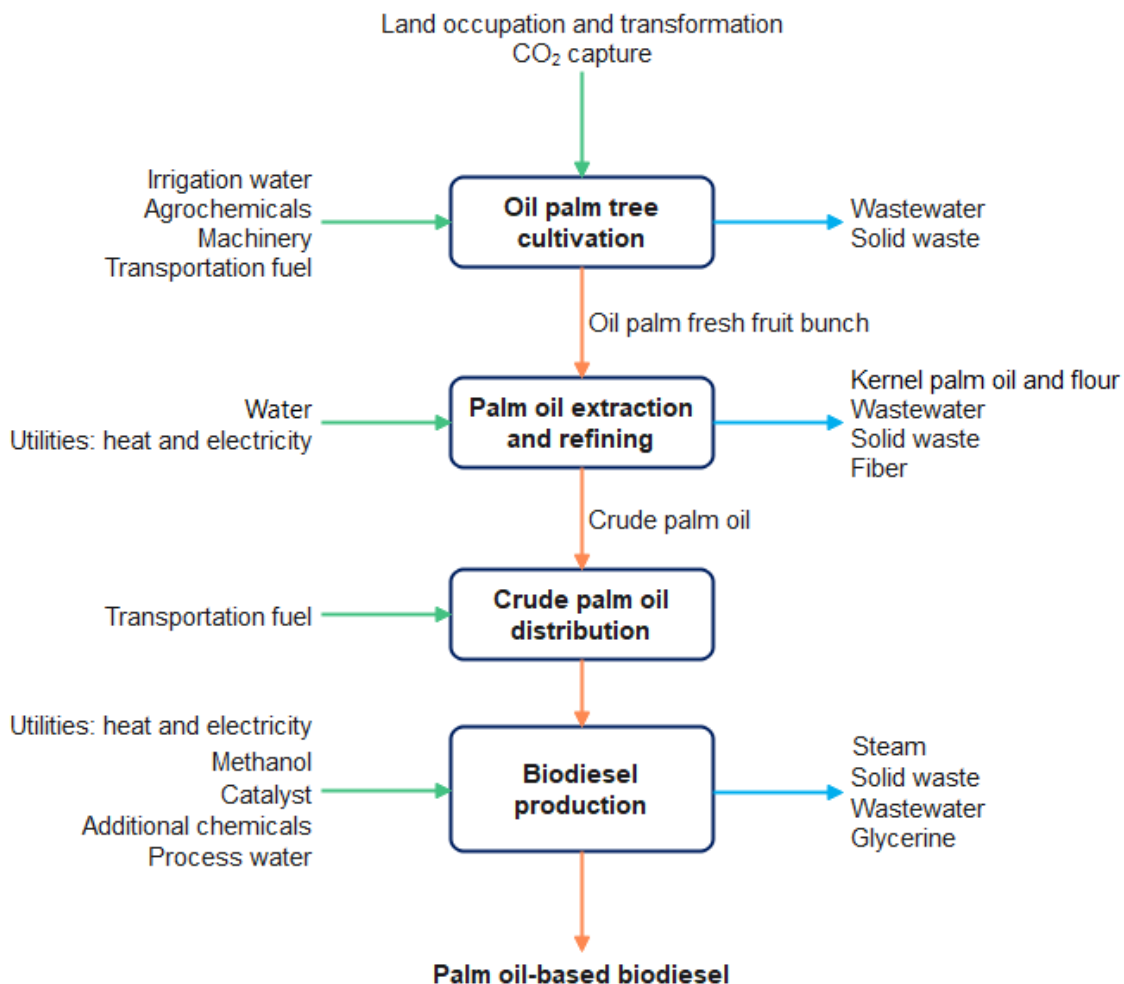 Land occupation and transformation
CO₂ capture
Irrigation water
Agrochemicals
Machinery
Transportation fuel
Oil palm tree
cultivation
Wastewater
Solid waste
Oil palm fresh fruit bunch
Water
Utilities: heat and electricity
Palm oil extraction
and refining
Kernel palm oil and flour
Wastewater
Solid waste
Fiber
Crude palm oil
Transportation fuel
Crude palm oil
distribution
Utilities: heat and electricity
Methanol
Catalyst
Additional chemicals
Process water
Biodiesel
production
Steam
Solid waste
Wastewater
Glycerine
Palm oil-based biodiesel